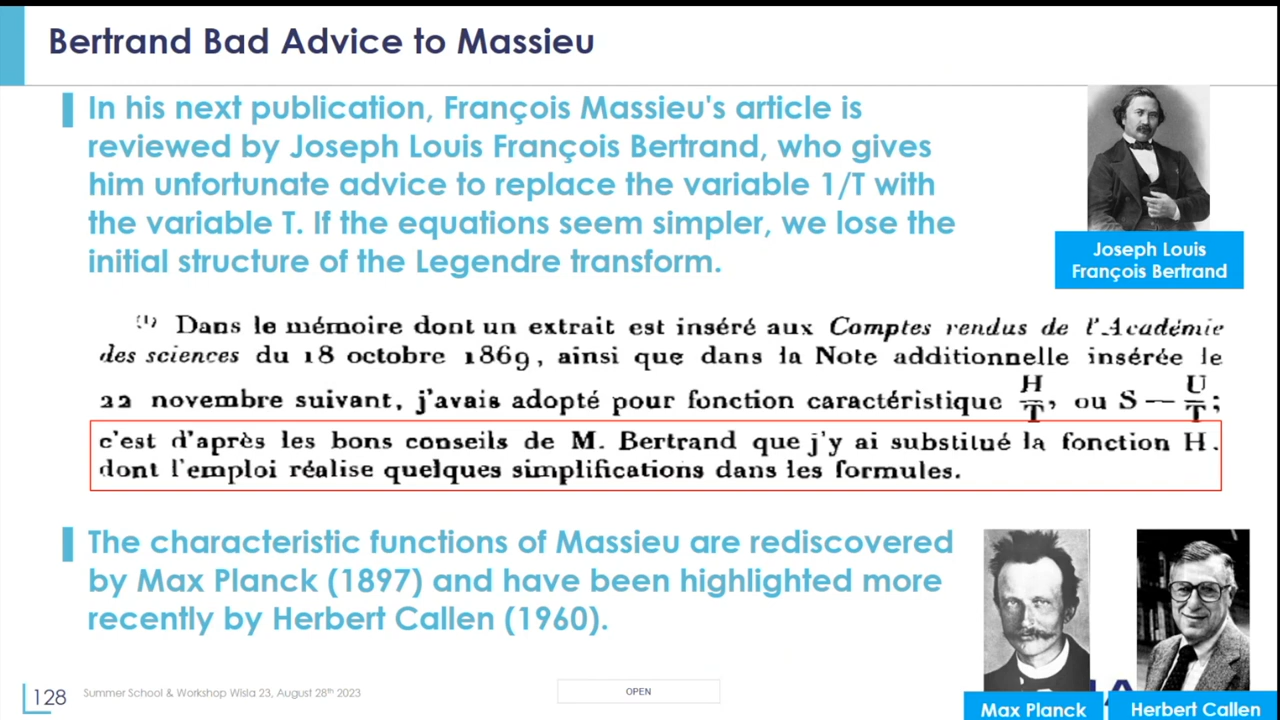 Bertrand Bad Advice to Massieu
In his next publication, François Massieu's article is
reviewed by Joseph Louis François Bertrand, who gives
him unfortunate advice to replace the variable 1/T with
the variable T. If the equations seem simpler, we lose the
initial structure of the Legendre transform.
Joseph Louis
François Bertrand
(1) Dans le mémoire dont un extrait est inséré aux Comptes rendus de l'Académie
des sciences du 18 octobre 1869, ainsi que dans la Note additionnelle insérée le
22 novembre suivant, j'avais adopté pour fonction caractéristique H/T, ou S — U/T;
c'est d'après les bons conseils de M. Bertrand que j'y ai substitué la fonction H.
dont l'emploi réalise quelques simplifications dans les formules.
The characteristic functions of Massieu are rediscovered
by Max Planck (1897) and have been highlighted more
recently by Herbert Callen (1960).
Max Planck
Herbert Callen
128
Summer School & Workshop Wisla 23, August 28th 2023
OPEN